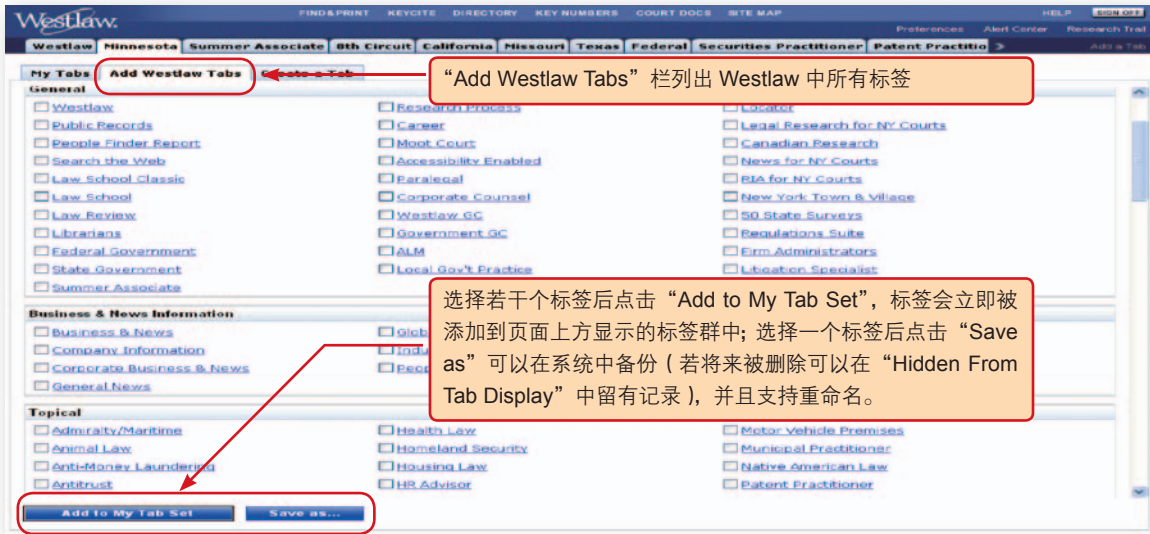 Westlaw.
FIND&PRINT KEYCITE DIRECTORY KEY NUMBERS COURT DOCS SITE MAP HELP SIGN OFF
Preferences Alert Center Research Trail
Westlaw Minnesota Summer Associate 8th Circuit California Missouri Texas Federal Securities Practitioner Patent Practitio > Add a Tab
My Tabs Add Westlaw Tabs Create a Tab
“Add Westlaw Tabs”栏列出 Westlaw 中所有标签
General
Westlaw Research Process Locator
Public Records Career Legal Research for NY Courts
People Finder Report Moot Court Canadian Research
Search the Web Accessibility Enabled News for NY Courts
Law School Classic Paralegal RIA for NY Courts
Law School Corporate Counsel New York Town & Village
Law Review Westlaw GC 50 State Surveys
Librarians Government GC Regulations Suite
Federal Government ALM Firm Administrators
State Government Local Gov't Practice Litigation Specialist
Summer Associate
选择若干个标签后点击“Add to My Tab Set”，标签会立即被
添加到页面上方显示的标签群中; 选择一个标签后点击“Save
as”可以在系统中备份（若将来被删除可以在“Hidden From
Tab Display”中留有记录），并且支持重命名。
Business & News Information
Business & News Glob
Company Information Indu
Corporate Business & News Peop
General News
Topical
Admiralty/Maritime Health Law Motor Vehicle Premises
Animal Law Homeland Security Municipal Practitioner
Anti-Money Laundering Housing Law Native American Law
Antitrust HR Advisor Patent Practitioner
Add to My Tab Set Save as...